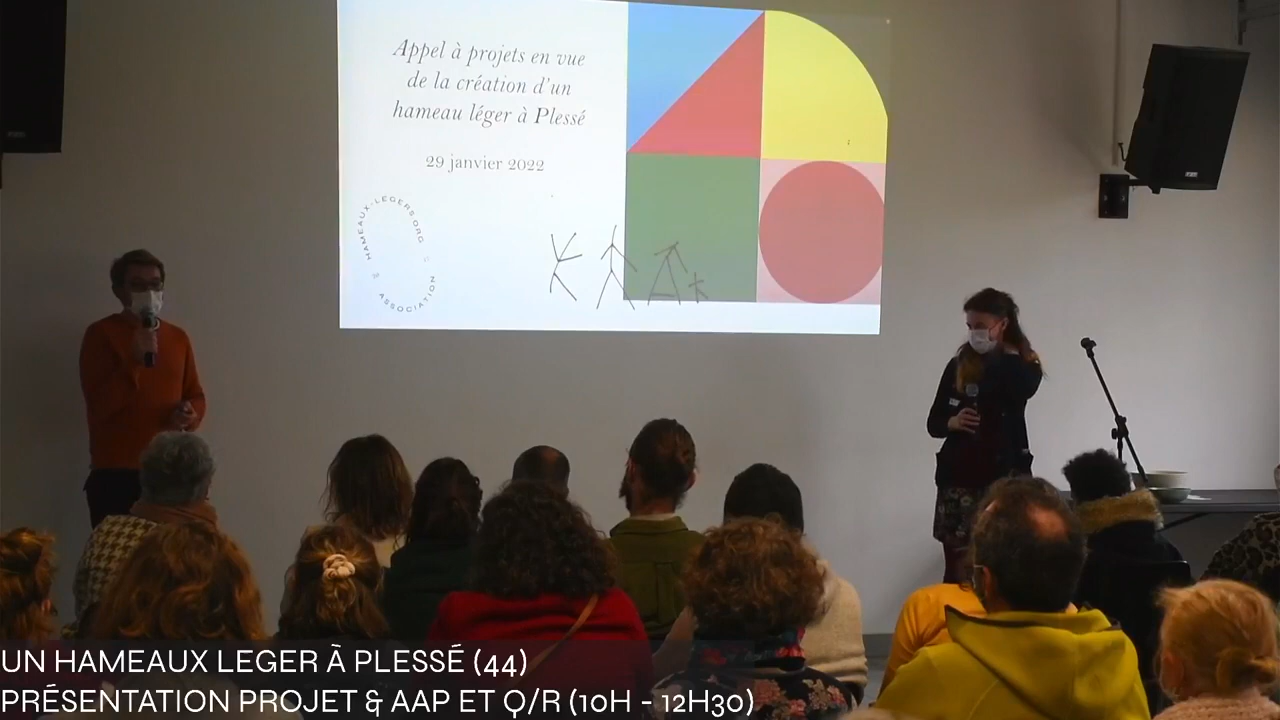 Appel à projets en vue
de la création d'un
hameau léger à Plessé
29 janvier 2022
HAMEAUX-LEGERS.ORG
ASSOCIATION
UN HAMEAUX LEGER À PLESSÉ (44)
PRÉSENTATION PROJET & AAP ET Q/R (10H - 12H30)